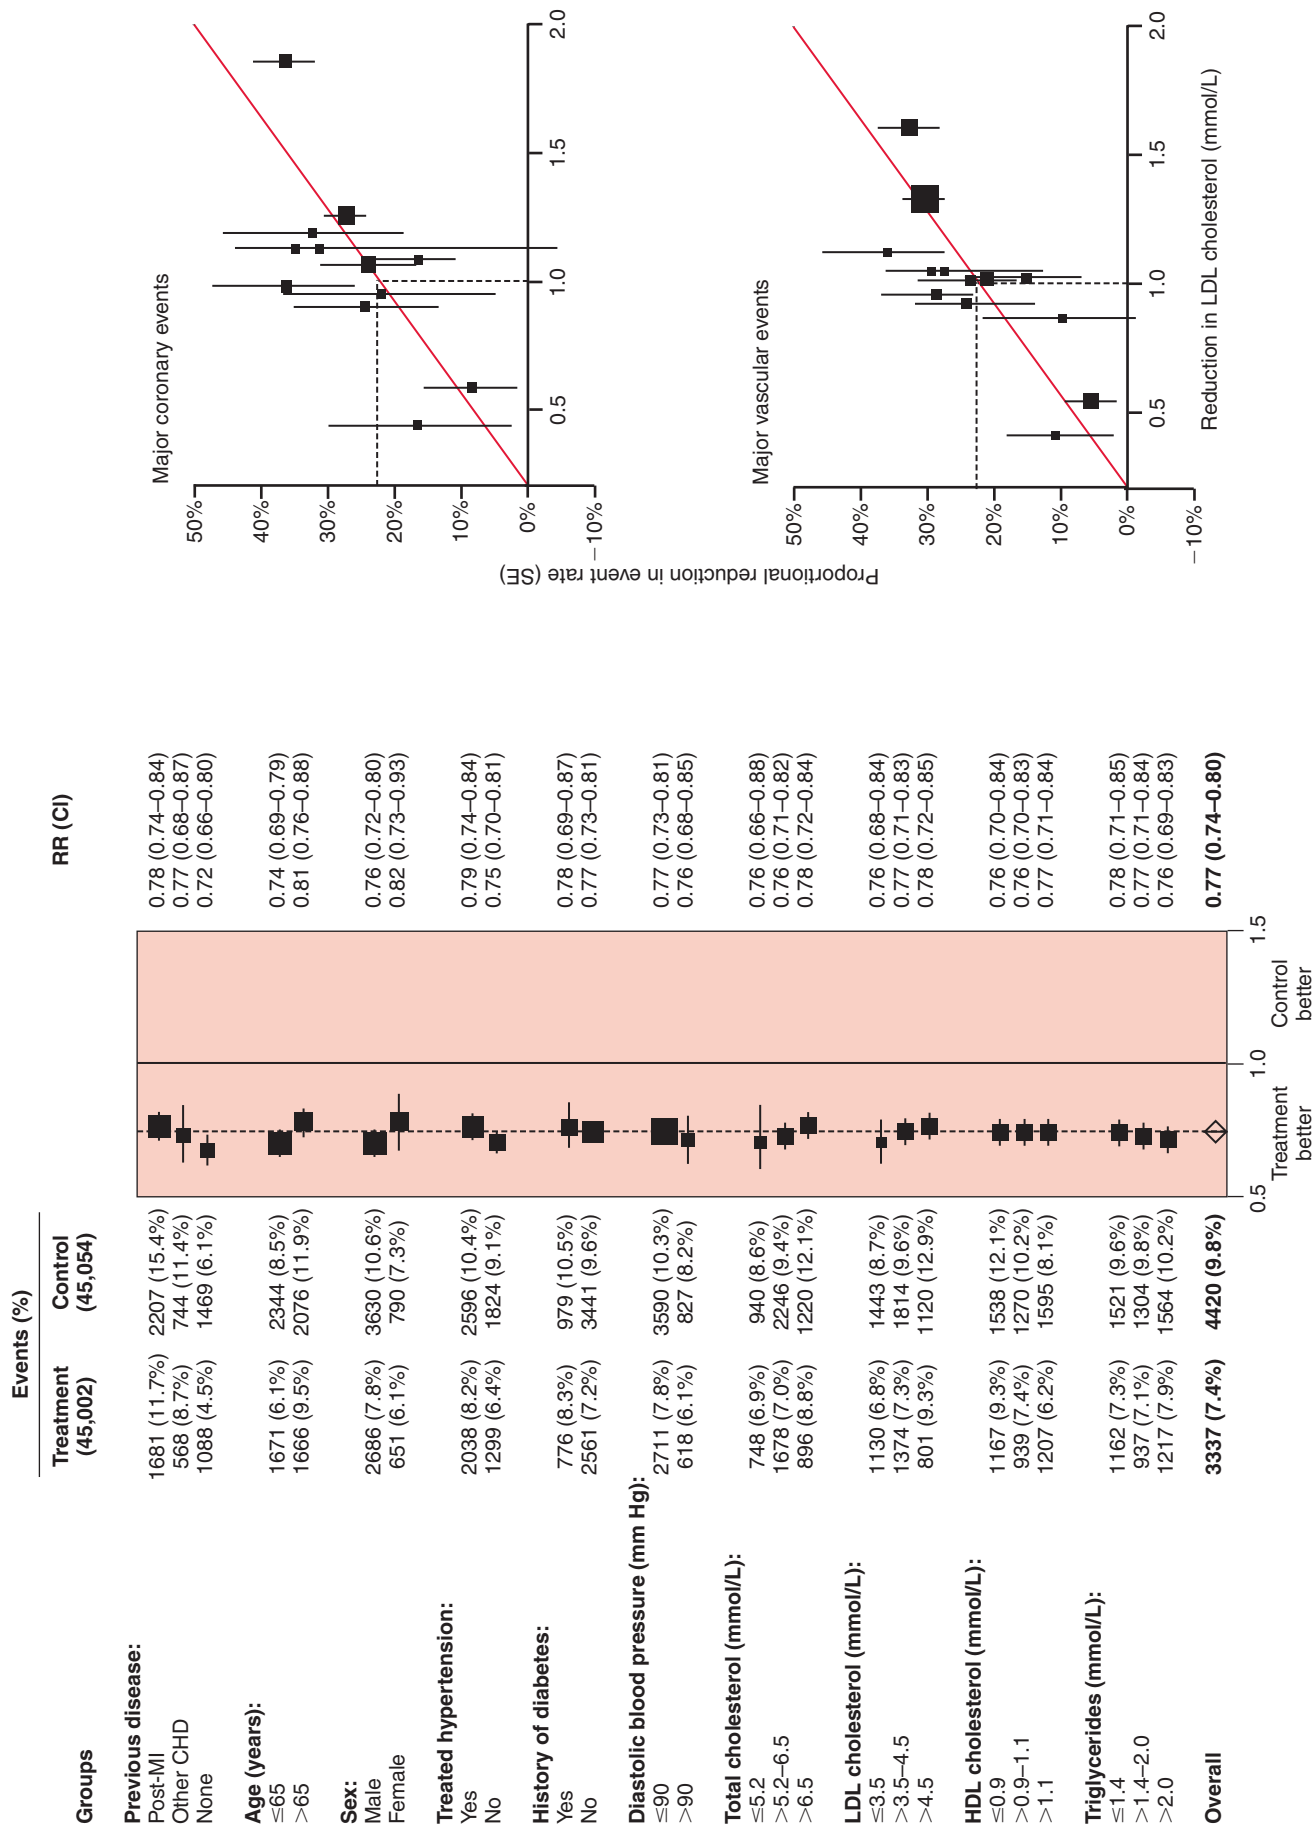 Events (%)
Groups Treatment (45,002) Control (45,054) RR (CI)
Previous disease:
Post-MI 1681 (11.7%) 2207 (15.4%) 0.78 (0.74–0.84)
Other CHD 568 (8.7%) 744 (11.4%) 0.77 (0.68–0.87)
None 1088 (4.5%) 1469 (6.1%) 0.72 (0.66–0.80)
Age (years):
≤65 1671 (6.1%) 2344 (8.5%) 0.74 (0.69–0.79)
>65 1666 (9.5%) 2076 (11.9%) 0.81 (0.76–0.88)
Sex:
Male 2686 (7.8%) 3630 (10.6%) 0.76 (0.72–0.80)
Female 651 (6.1%) 790 (7.3%) 0.82 (0.73–0.93)
Treated hypertension:
Yes 2038 (8.2%) 2596 (10.4%) 0.79 (0.74–0.84)
No 1299 (6.4%) 1824 (9.1%) 0.75 (0.70–0.81)
History of diabetes:
Yes 776 (8.3%) 979 (10.5%) 0.78 (0.69–0.87)
No 2561 (7.2%) 3441 (9.6%) 0.77 (0.73–0.81)
Diastolic blood pressure (mm Hg):
≤90 2711 (7.8%) 3590 (10.3%) 0.77 (0.73–0.81)
>90 618 (6.1%) 827 (8.2%) 0.76 (0.68–0.85)
Total cholesterol (mmol/L):
≤5.2 748 (6.9%) 940 (8.6%) 0.76 (0.66–0.88)
>5.2–6.5 1678 (7.0%) 2246 (9.4%) 0.76 (0.71–0.82)
>6.5 896 (8.8%) 1220 (12.1%) 0.78 (0.72–0.84)
LDL cholesterol (mmol/L):
≤3.5 1130 (6.8%) 1443 (8.7%) 0.76 (0.68–0.84)
>3.5–4.5 1374 (7.3%) 1814 (9.6%) 0.77 (0.71–0.83)
>4.5 801 (9.3%) 1120 (12.9%) 0.78 (0.72–0.85)
HDL cholesterol (mmol/L):
≤0.9 1167 (9.3%) 1538 (12.1%) 0.76 (0.70–0.84)
>0.9–1.1 939 (7.4%) 1270 (10.2%) 0.76 (0.70–0.83)
>1.1 1207 (6.2%) 1595 (8.1%) 0.77 (0.71–0.84)
Triglycerides (mmol/L):
≤1.4 1162 (7.3%) 1521 (9.6%) 0.78 (0.71–0.85)
>1.4–2.0 937 (7.1%) 1304 (9.8%) 0.77 (0.71–0.84)
>2.0 1217 (7.9%) 1564 (10.2%) 0.76 (0.69–0.83)
Overall 3337 (7.4%) 4420 (9.8%) 0.77 (0.74–0.80)
0.5 1.0 1.5
Treatment better Control better
Proportional reduction in event rate (SE)
Major coronary events
50%
40%
30%
20%
10%
0%
–10%
0.5 1.0 1.5 2.0
Major vascular events
50%
40%
30%
20%
10%
0%
–10%
0.5 1.0 1.5 2.0
Reduction in LDL cholesterol (mmol/L)